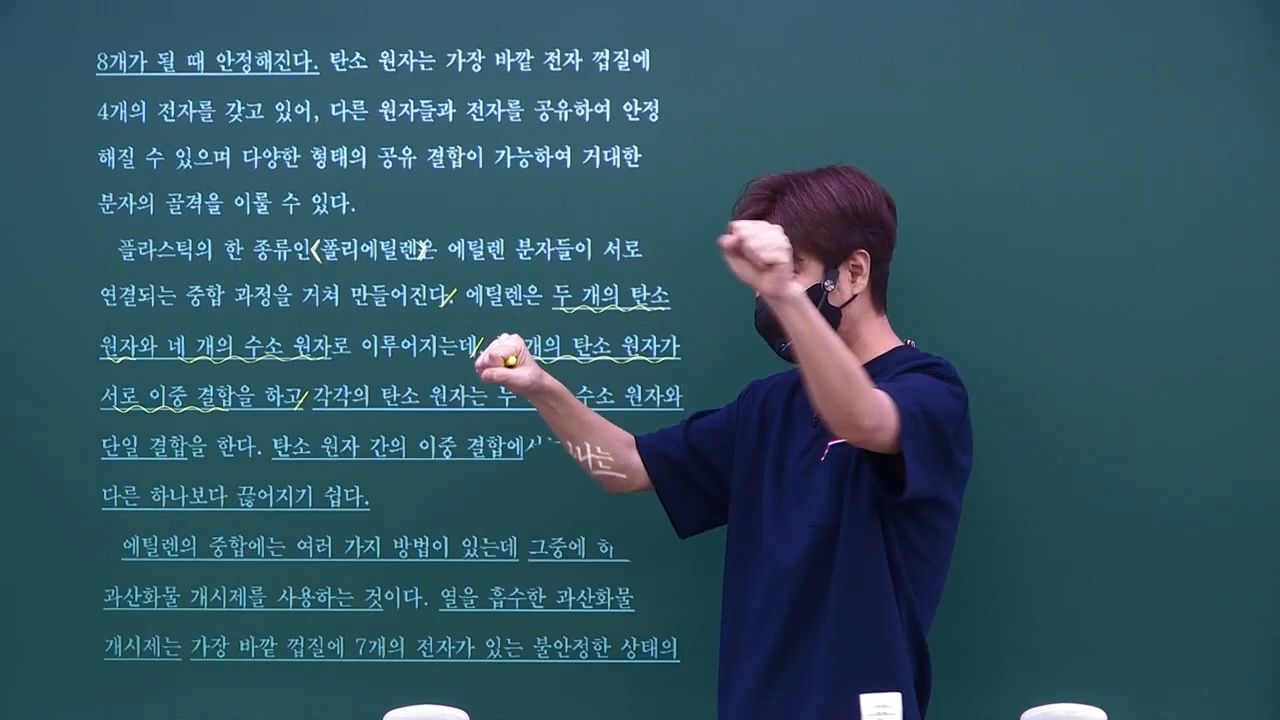 8개가 될 때 안정해진다. 탄소 원자는 가장 바깥 전자 껍질에
4개의 전자를 갖고 있어, 다른 원자들과 전자를 공유하여 안정
해질 수 있으며 다양한 형태의 공유 결합이 가능하여 거대한
분자의 골격을 이룰 수 있다.
플라스틱의 한 종류인 폴리에틸렌은 에틸렌 분자들이 서로
연결되는 중합 과정을 거쳐 만들어진다. 에틸렌은 두 개의 탄소
원자와 네 개의 수소 원자로 이루어지는데 개의 탄소 원자가
서로 이중 결합을 하고 각각의 탄소 원자는 두 수소 원자와
단일 결합을 한다. 탄소 원자 간의 이중 결합에서
다른 하나보다 끊어지기 쉽다.
에틸렌의 중합에는 여러 가지 방법이 있는데 그중에
과산화물 개시제를 사용하는 것이다. 열을 흡수한 과산화물
개시제는 가장 바깥 껍질에 7개의 전자가 있는 불안정한 상태의